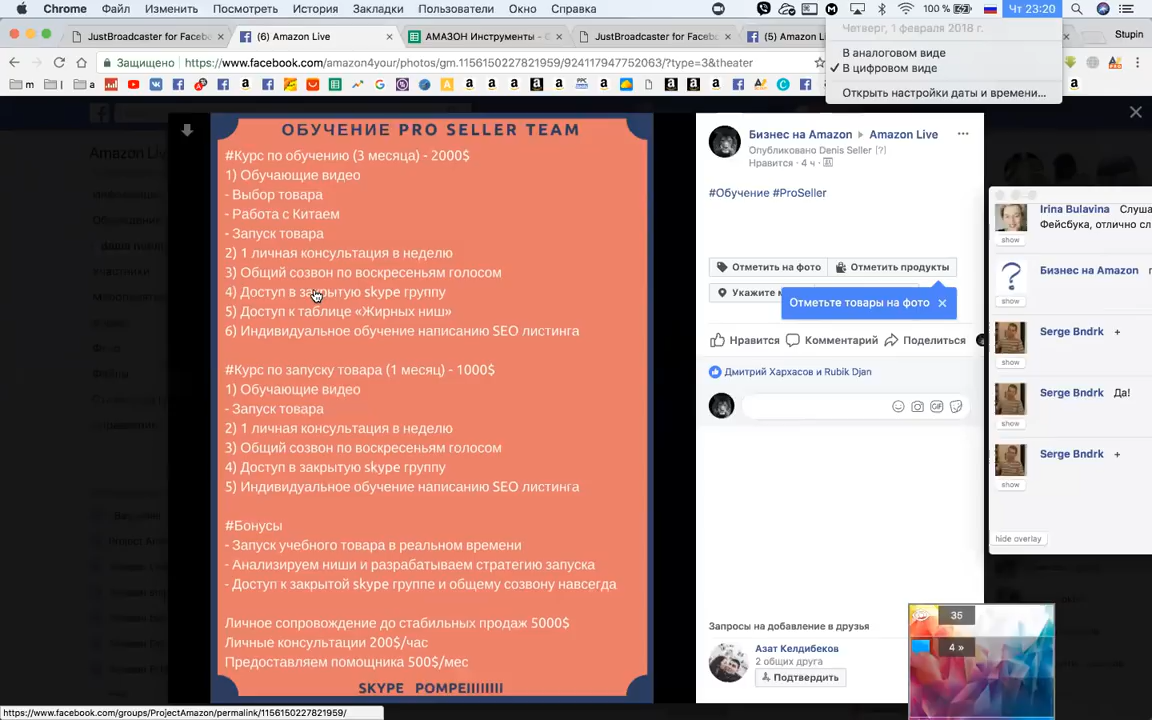 Chrome Файл Изменить Посмотреть История Закладки Пользователи Окно Справка 100 % Чт 23:20
JustBroadcaster for Facebo
(6) Amazon Live
АМАЗОН Инструменты -
JustBroadcaster for Facebo
(5) Amazon Li
Stupin
Четверг, 1 февраля 2018 г.
В аналоговом виде
✓ В цифровом виде
Открыть настройки даты и времени...
Защищено https://www.facebook.com/amazon4your/photos/gm.1156150227821959/924117947752063/?type=3&theater
Amazon Live
ОБУЧЕНИЕ PRO SELLER TEAM
#Курс по обучению (3 месяца) - 2000$
1) Обучающие видео
- Выбор товара
- Работа с Китаем
- Запуск товара
2) 1 личная консультация в неделю
3) Общий созвон по воскресеньям голосом
4) Доступ в закрытую skype группу
5) Доступ к таблице «Жирных ниш»
6) Индивидуальное обучение написанию SEO листинга
#Курс по запуску товара (1 месяц) - 1000$
1) Обучающие видео
- Запуск товара
2) 1 личная консультация в неделю
3) Общий созвон по воскресеньям голосом
4) Доступ в закрытую skype группу
5) Индивидуальное обучение написанию SEO листинга
#Бонусы
- Запуск учебного товара в реальном времени
- Анализируем ниши и разрабатываем стратегию запуска
- Доступ к закрытой skype группе и общему созвону навсегда
Личное сопровождение до стабильных продаж 5000$
Личные консультации 200$/час
Предоставляем помощника 500$/мес
SKYPE POMPEIIIIIIII
Бизнес на Amazon ▸ Amazon Live
Опубликовано Denis Seller [?]
Нравится · 4 ч ·
#Обучение #ProSeller
Отметить на фото
Отметить продукты
Укажите
Отметьте товары на фото
Нравится Комментарий Поделиться
Дмитрий Хархасов и Rubik Djan
Запросы на добавление в друзья
Азат Келдибеков
2 общих друга
Подтвердить
Irina Bulavina Слуша
Фейсбука, отлично сл
show
Бизнес на Amazon
show
Serge Bndrk +
show
Serge Bndrk Да!
show
Serge Bndrk +
show
hide overlay
35
4 »
https://www.facebook.com/groups/ProjectAmazon/permalink/1156150227821959/